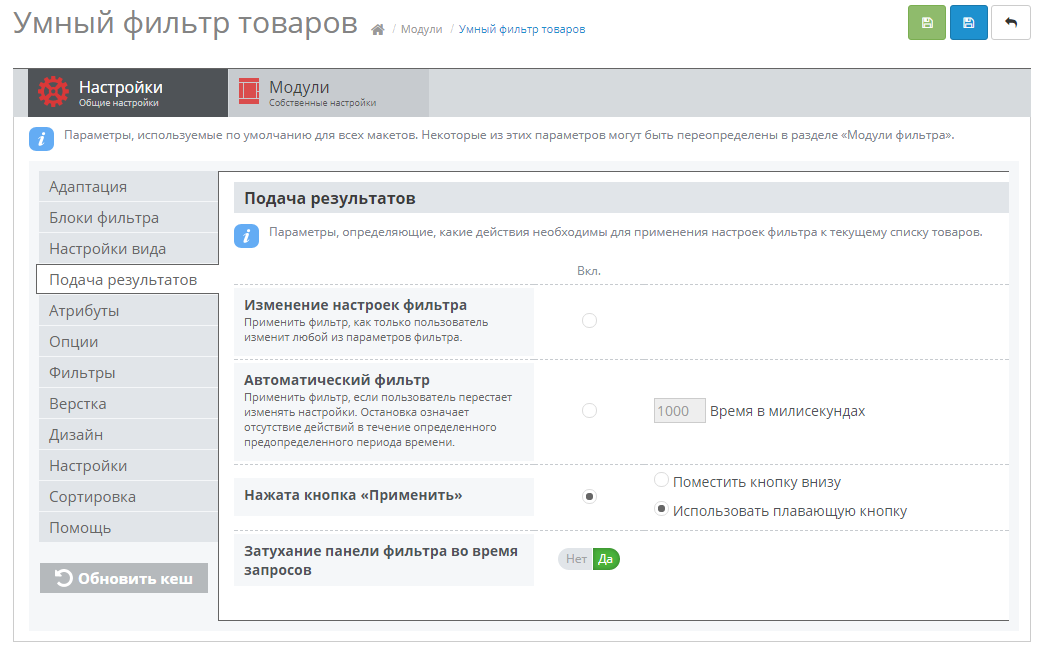 Умный фильтр товаров / Модули / Умный фильтр товаров
Настройки
Общие настройки
Модули
Собственные настройки
Параметры, используемые по умолчанию для всех макетов. Некоторые из этих параметров могут быть переопределены в разделе «Модули фильтра».
Адаптация
Блоки фильтра
Настройки вида
Подача результатов
Атрибуты
Опции
Фильтры
Верстка
Дизайн
Настройки
Сортировка
Помощь
Обновить кеш
Подача результатов
Параметры, определяющие, какие действия необходимы для применения настроек фильтра к текущему списку товаров.
Вкл.
Изменение настроек фильтра
Применить фильтр, как только пользователь
изменит любой из параметров фильтра.
Автоматический фильтр
Применить фильтр, если пользователь перестает
изменять настройки. Остановка означает
отсутствие действий в течение определенного
предопределенного периода времени.
1000 Время в милисекундах
Нажата кнопка «Применить»
Поместить кнопку внизу
Использовать плавающую кнопку
Затухание панели фильтра во время
запросов
Нет Да